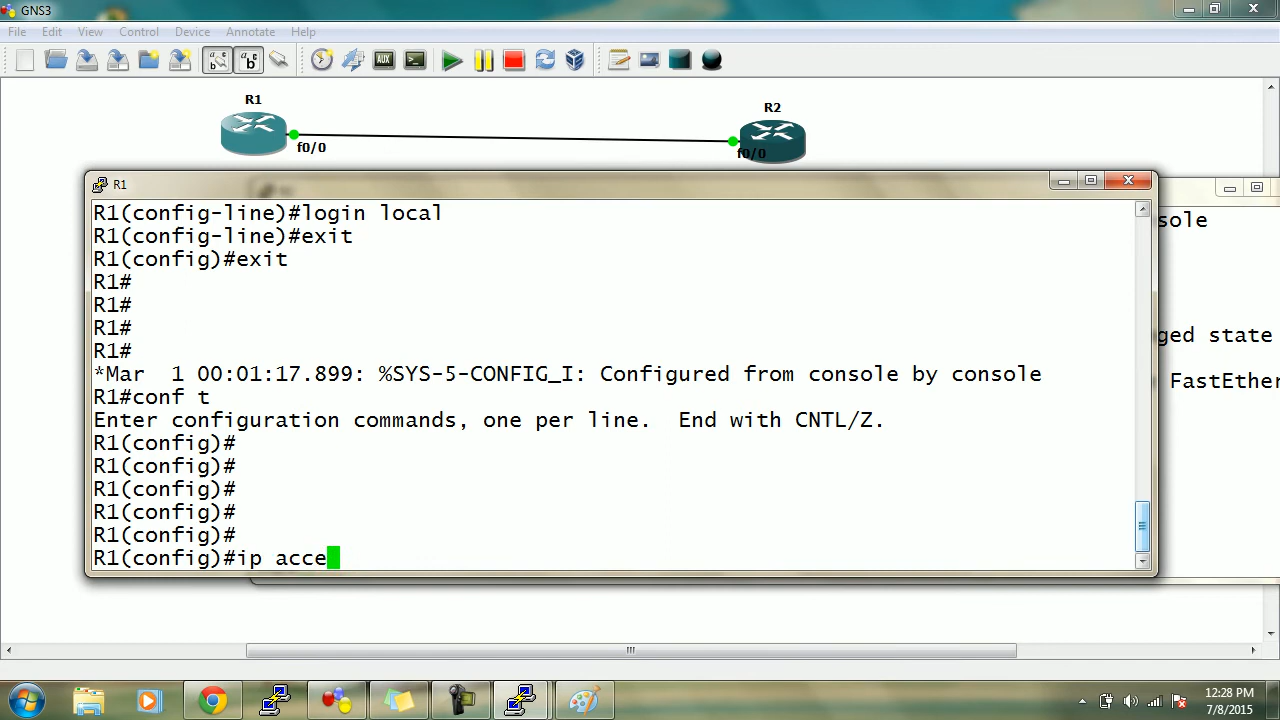 GNS3
File Edit View Control Device Annotate Help
AUX
R1
R2
f0/0
f0/0
R1
R1(config-line)#login local
R1(config-line)#exit
R1(config)#exit
R1#
R1#
R1#
R1#
*Mar  1 00:01:17.899: %SYS-5-CONFIG_I: Configured from console by console
R1#conf t
Enter configuration commands, one per line.  End with CNTL/Z.
R1(config)#
R1(config)#
R1(config)#
R1(config)#
R1(config)#
R1(config)#ip acce
sole
ged state
FastEther
12:28 PM
7/8/2015